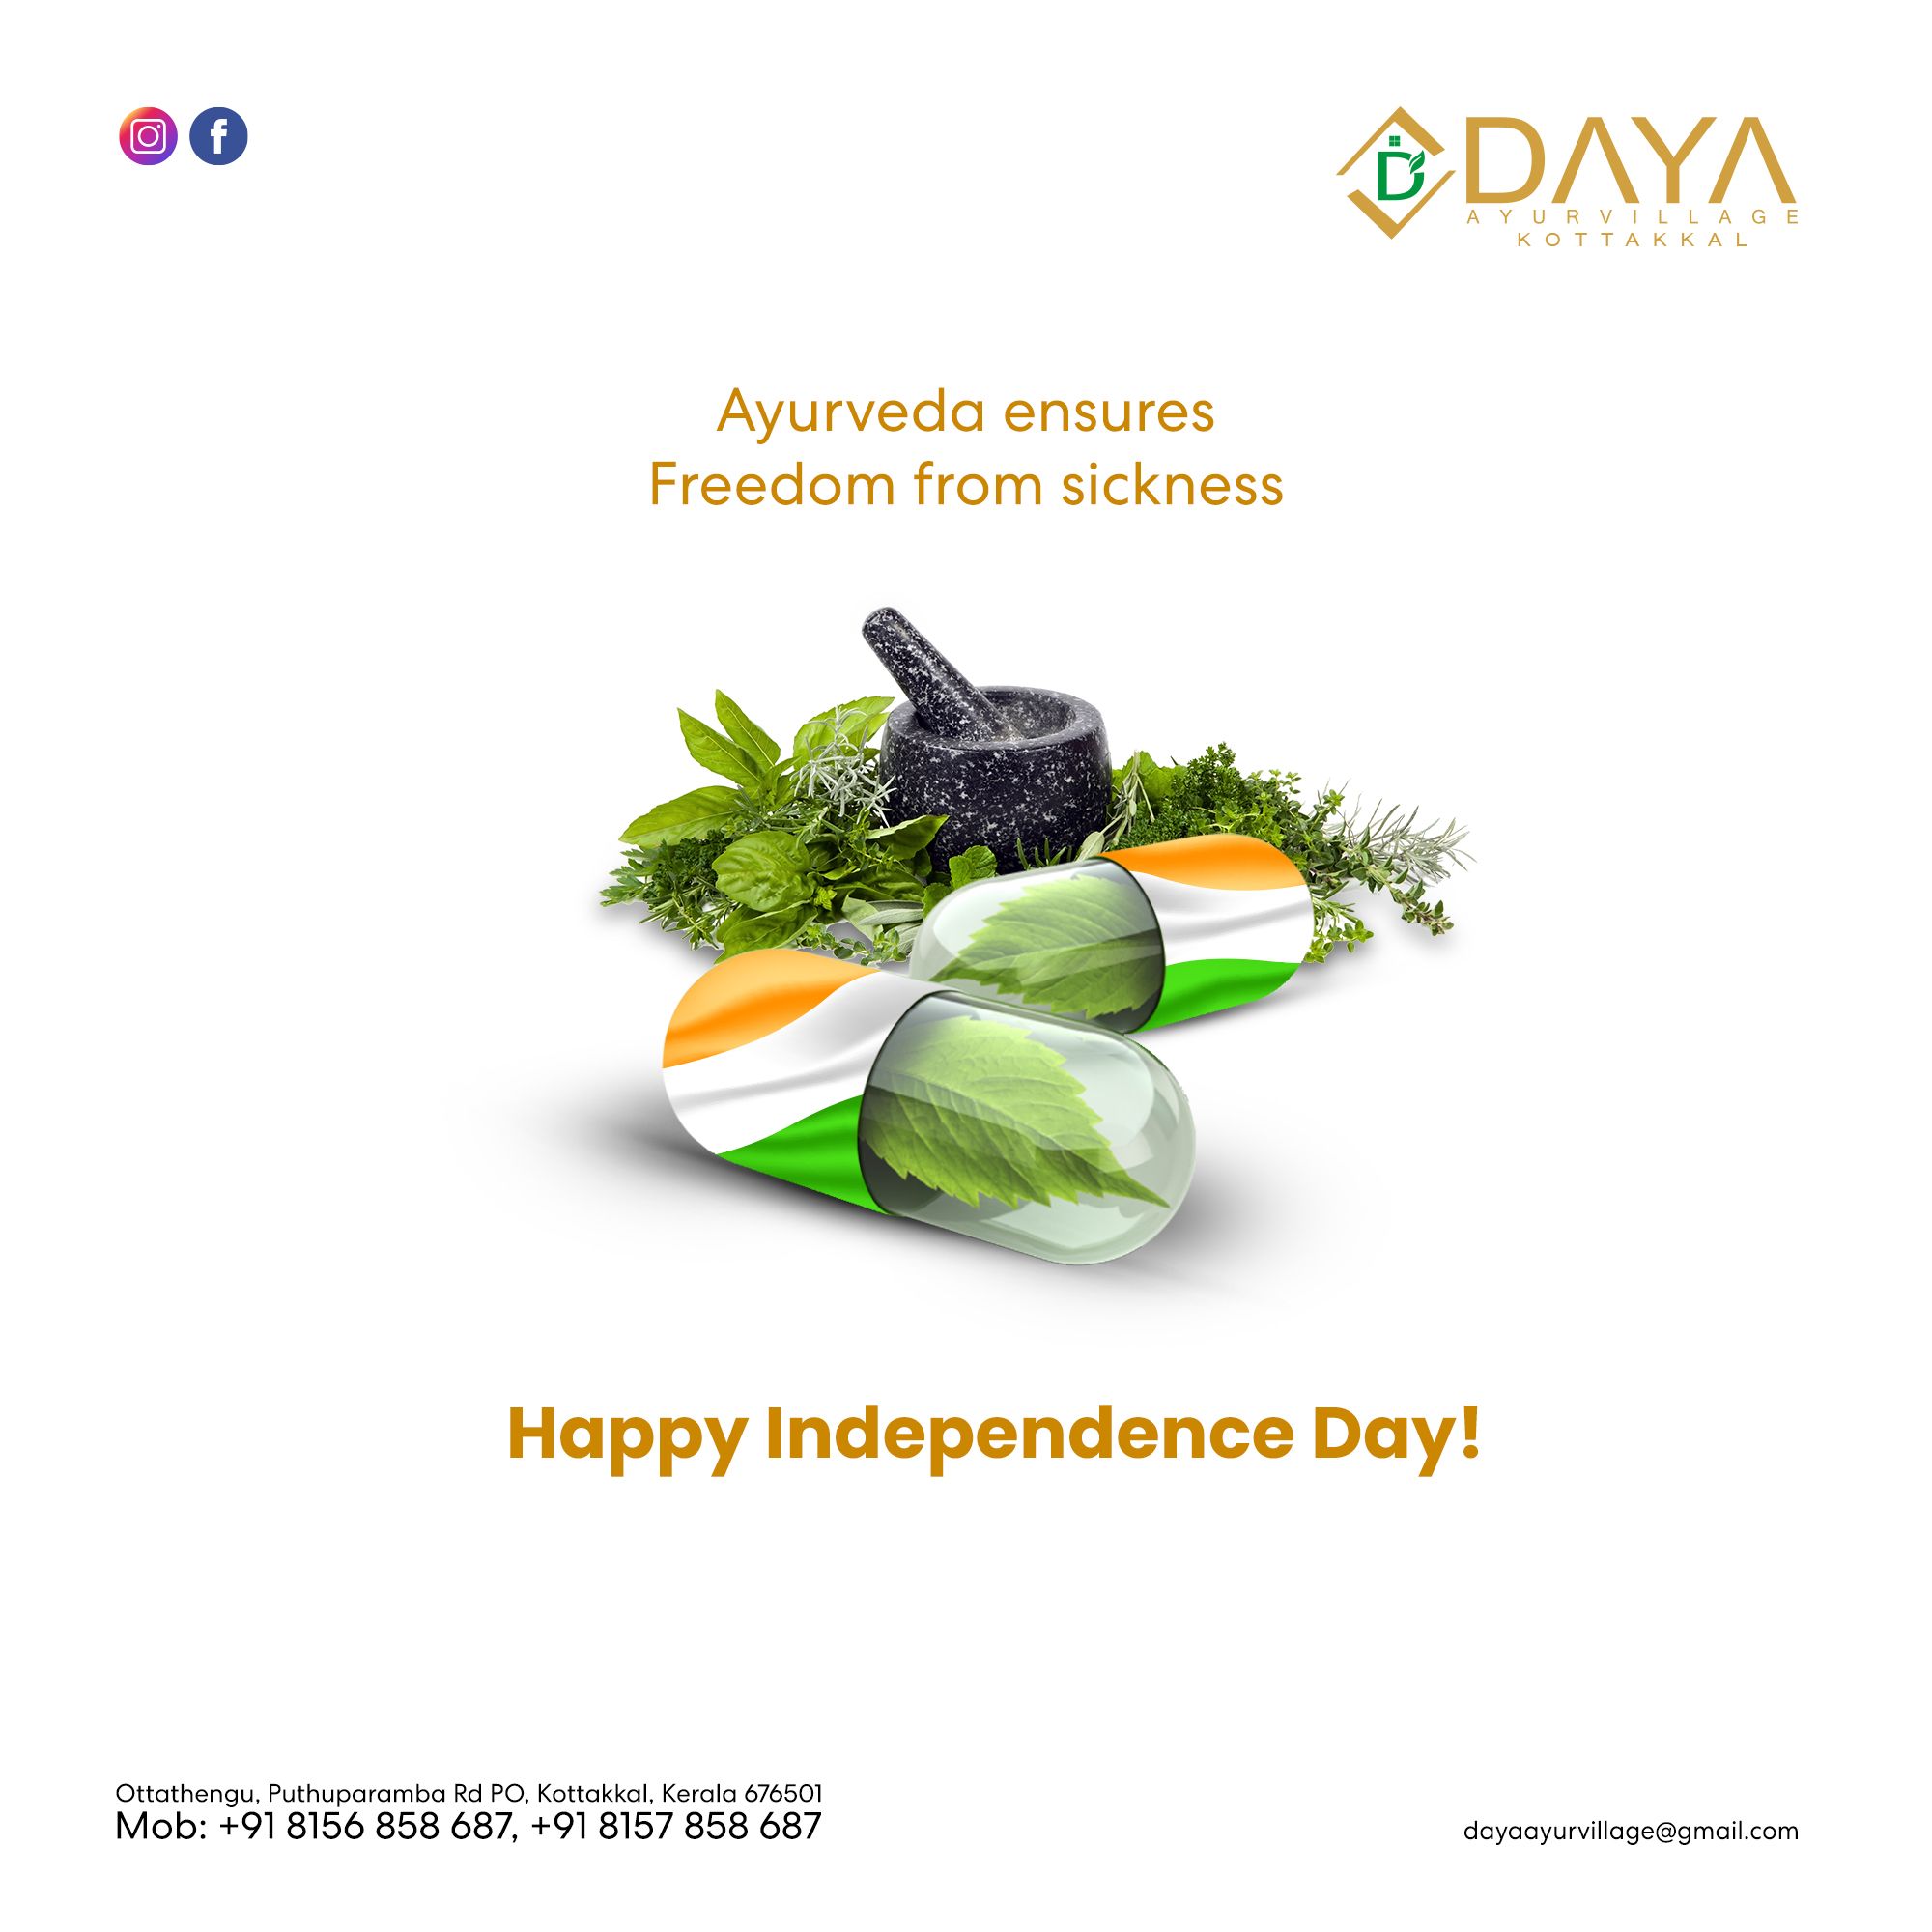 DAYA
AYURVILLAGE
KOTTAKKAL
Ayurveda ensures
Freedom from sickness
Happy Independence Day!
Ottathengu, Puthuparamba Rd PO, Kottakkal, Kerala 676501
Mob: +91 8156 858 687, +91 8157 858 687
dayaayurvillage@gmail.com